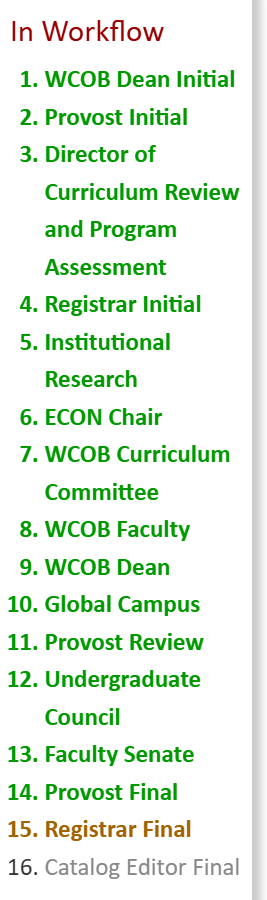 In Workflow
1. WCOB Dean Initial
2. Provost Initial
3. Director of
Curriculum Review
and Program
Assessment
4. Registrar Initial
5. Institutional
Research
6. ECON Chair
7. WCOB Curriculum
Committee
8. WCOB Faculty
9. WCOB Dean
10. Global Campus
11. Provost Review
12. Undergraduate
Council
13. Faculty Senate
14. Provost Final
15. Registrar Final
16. Catalog Editor Final